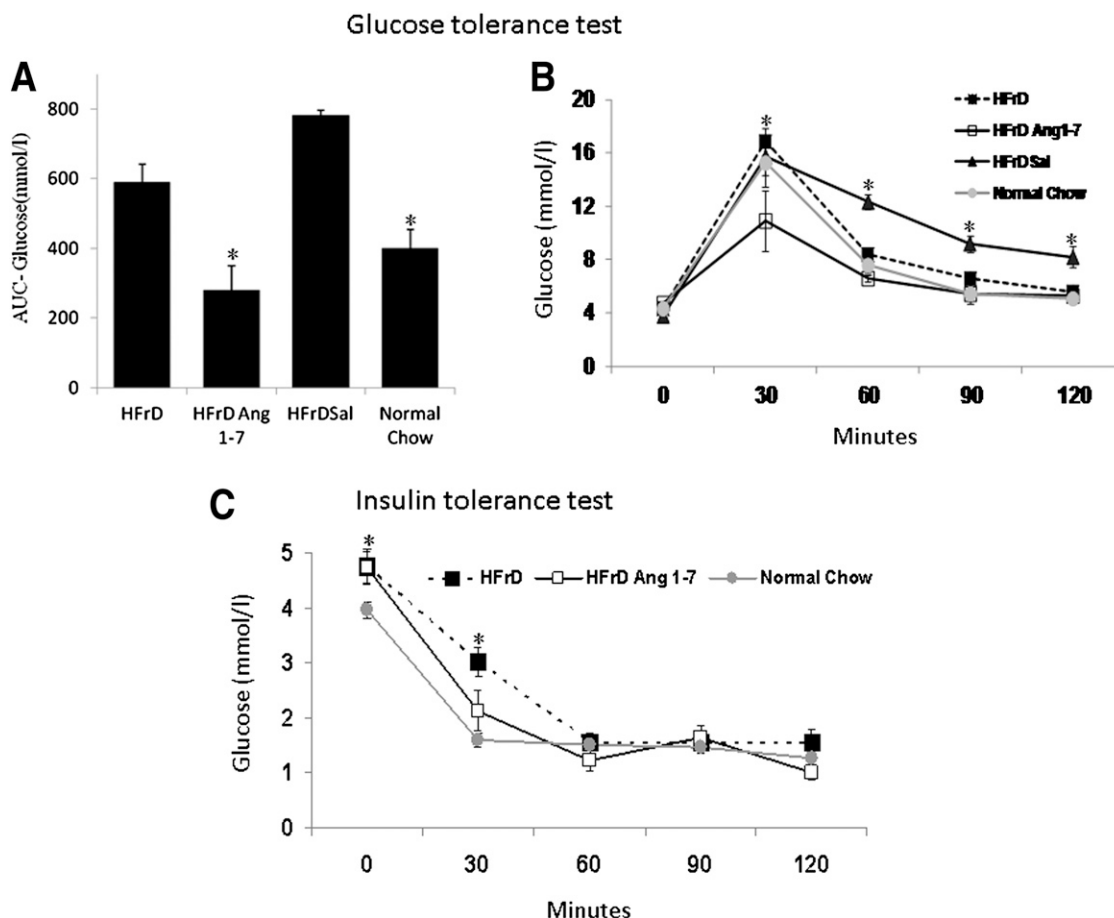 Glucose tolerance test
A
AUC- Glucose(mmol/l)
800
600
400
200
0
*
*
HFrD
HFrD Ang
1-7
HFrDSal
Normal
Chow
B
Glucose (mmol/l)
20
16
12
8
4
0
*
*
*
*
HFrD
HFrD Ang1-7
HFrDSal
Normal Chow
0 30 60 90 120
Minutes
C
Insulin tolerance test
Glucose (mmol/l)
5
4
3
2
1
0
*
*
HFrD HFrD Ang 1-7 Normal Chow
0 30 60 90 120
Minutes